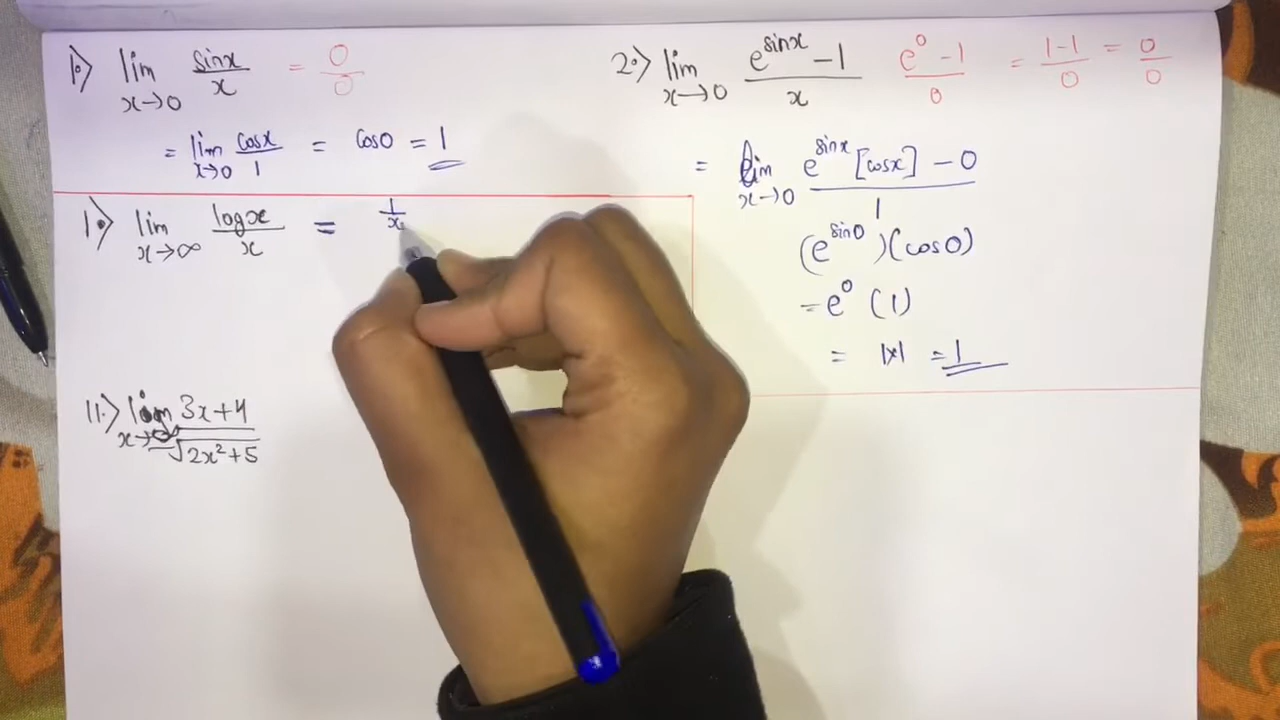 1.> lim x→0 sinx/x = 0/0
= lim x→0 cosx/1 = cos0 = 1
2.> lim x→0 e^sinx −1/x e^0 −1/0 = 1−1/0 = 0/0
= lim x→0 e^sinx [cosx] − 0/1
(e^sin0)(cos0)
= e^0 (1)
= 1×1 = 1
1.> lim x→∞ logx/x = 1/x
11.> lim x→∞ 3x+4/√2x²+5